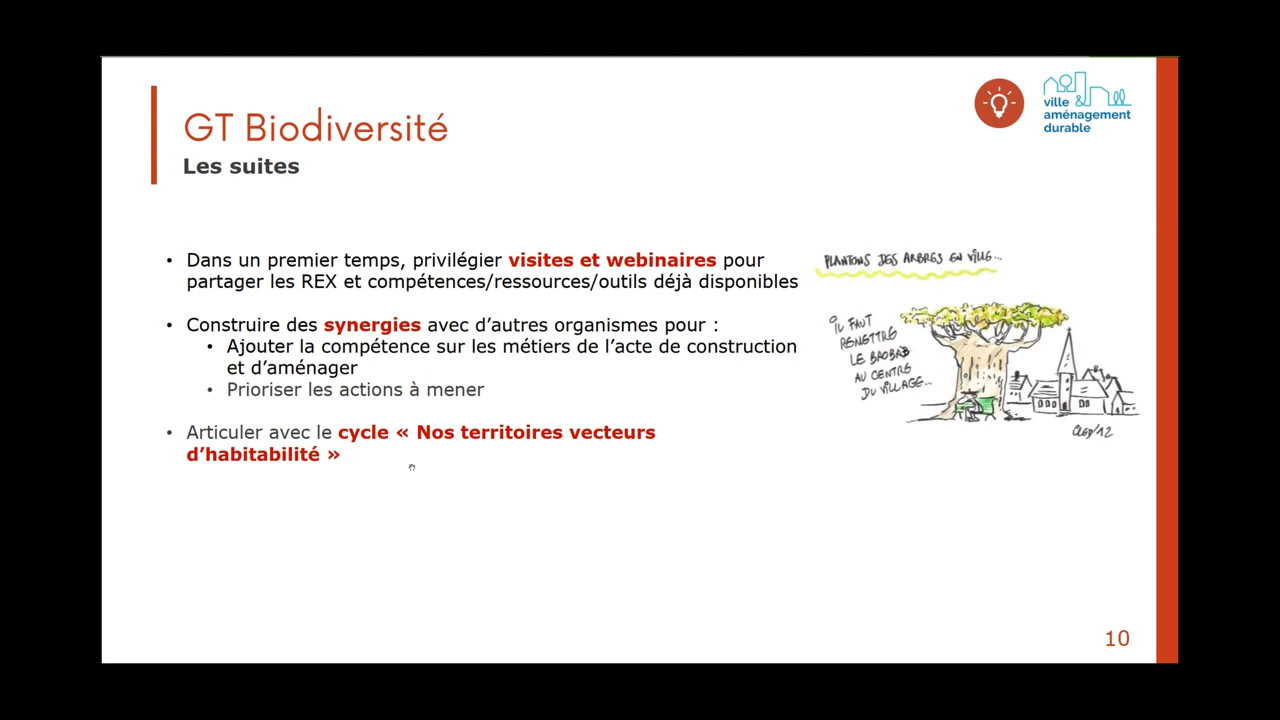 GT Biodiversité
Les suites
ville &
aménagement
durable
• Dans un premier temps, privilégier visites et webinaires pour
partager les REX et compétences/ressources/outils déjà disponibles
• Construire des synergies avec d’autres organismes pour :
• Ajouter la compétence sur les métiers de l’acte de construction
et d’aménager
• Prioriser les actions à mener
• Articuler avec le cycle « Nos territoires vecteurs
d’habitabilité »
PLANTONS DES ARBRES EN VILLE...
IL FAUT
REMETTRE
LE BAOBAB
AU CENTRE
DU VILLAGE...
10